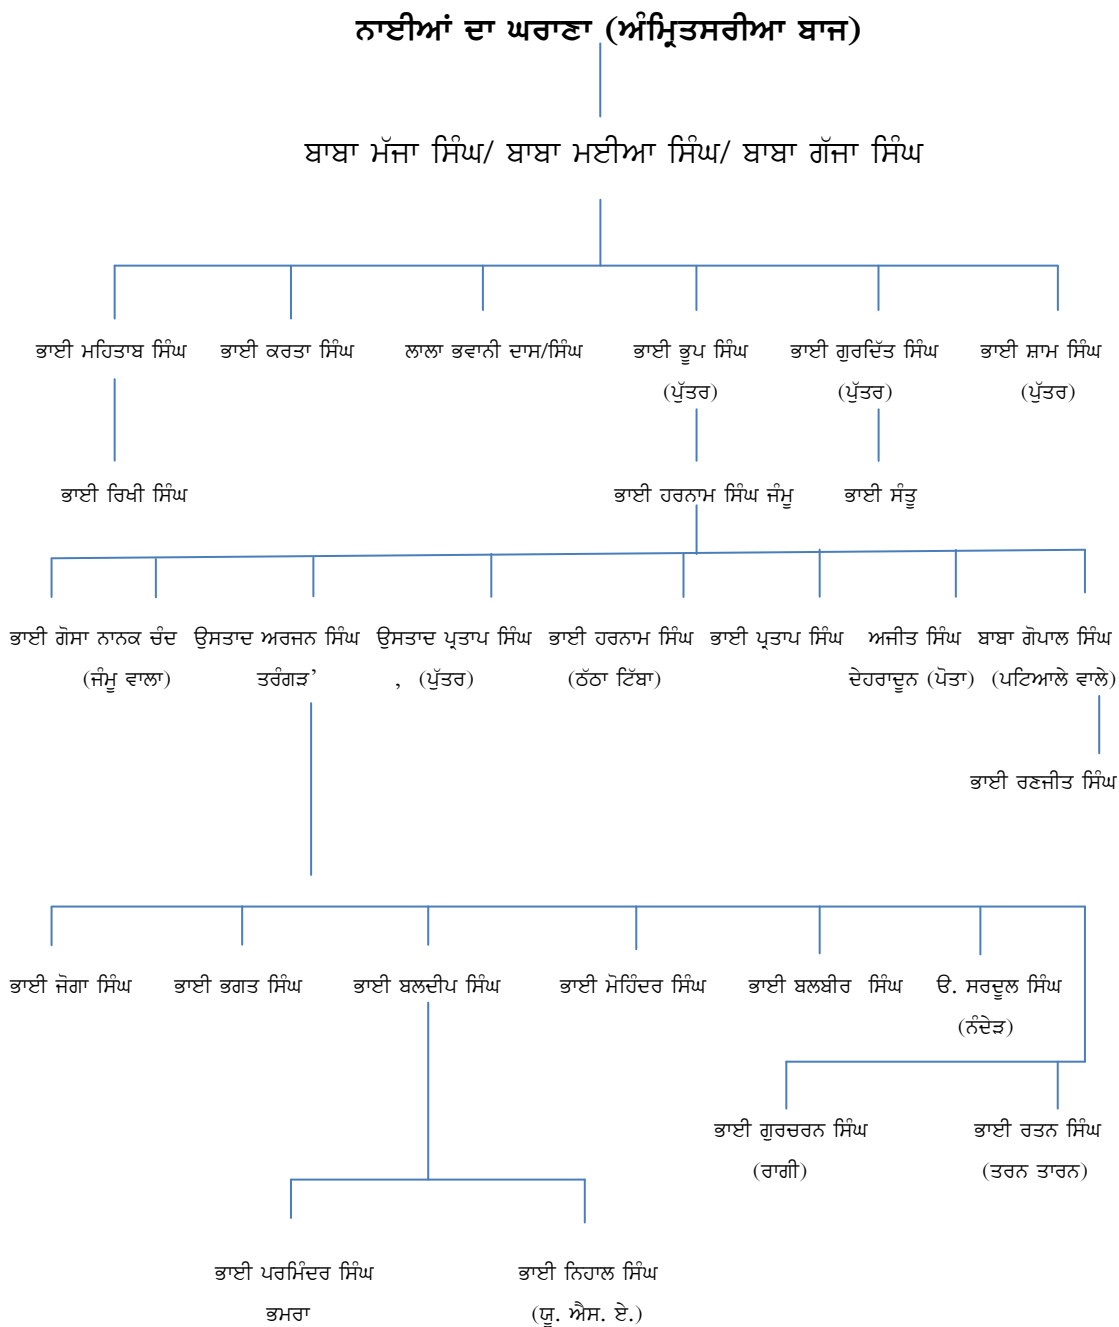 ਨਾਈਆਂ ਦਾ ਘਰਾਣਾ (ਅੰਮ੍ਰਿਤਸਰੀਆ ਬਾਜ)
ਬਾਬਾ ਮੱਜਾ ਸਿੰਘ/ ਬਾਬਾ ਮਈਆ ਸਿੰਘ/ ਬਾਬਾ ਗੱਜਾ ਸਿੰਘ
ਭਾਈ ਮਹਿਤਾਬ ਸਿੰਘ ਭਾਈ ਕਰਤਾ ਸਿੰਘ ਲਾਲਾ ਭਵਾਨੀ ਦਾਸ/ਸਿੰਘ ਭਾਈ ਭੂਪ ਸਿੰਘ ਭਾਈ ਗੁਰਦਿੱਤ ਸਿੰਘ ਭਾਈ ਸ਼ਾਮ ਸਿੰਘ
(ਪੁੱਤਰ) (ਪੁੱਤਰ) (ਪੁੱਤਰ)
ਭਾਈ ਰਿਖੀ ਸਿੰਘ ਭਾਈ ਹਰਨਾਮ ਸਿੰਘ ਜੰਮੂ ਭਾਈ ਸੰਤੂ
ਭਾਈ ਗੋਸਾ ਨਾਨਕ ਚੰਦ ਉਸਤਾਦ ਅਰਜਨ ਸਿੰਘ ਉਸਤਾਦ ਪ੍ਰਤਾਪ ਸਿੰਘ ਭਾਈ ਹਰਨਾਮ ਸਿੰਘ ਭਾਈ ਪ੍ਰਤਾਪ ਸਿੰਘ ਅਜੀਤ ਸਿੰਘ ਬਾਬਾ ਗੋਪਾਲ ਸਿੰਘ
(ਜੰਮੂ ਵਾਲਾ) ਤਰੰਗੜ’ , (ਪੁੱਤਰ) (ਠੱਠਾ ਟਿੱਬਾ) ਦੇਹਰਾਦੂਨ (ਪੋਤਾ) (ਪਟਿਆਲੇ ਵਾਲੇ)
ਭਾਈ ਰਣਜੀਤ ਸਿੰਘ
ਭਾਈ ਜੋਗਾ ਸਿੰਘ ਭਾਈ ਭਗਤ ਸਿੰਘ ਭਾਈ ਬਲਦੀਪ ਸਿੰਘ ਭਾਈ ਮੋਹਿੰਦਰ ਸਿੰਘ ਭਾਈ ਬਲਬੀਰ ਸਿੰਘ ੳ. ਸਰਦੂਲ ਸਿੰਘ
(ਨੰਦੇੜ)
ਭਾਈ ਗੁਰਚਰਨ ਸਿੰਘ ਭਾਈ ਰਤਨ ਸਿੰਘ
(ਰਾਗੀ) (ਤਰਨ ਤਾਰਨ)
ਭਾਈ ਪਰਮਿੰਦਰ ਸਿੰਘ ਭਾਈ ਨਿਹਾਲ ਸਿੰਘ
ਭਮਰਾ (ਯੂ. ਐਸ. ਏ.)